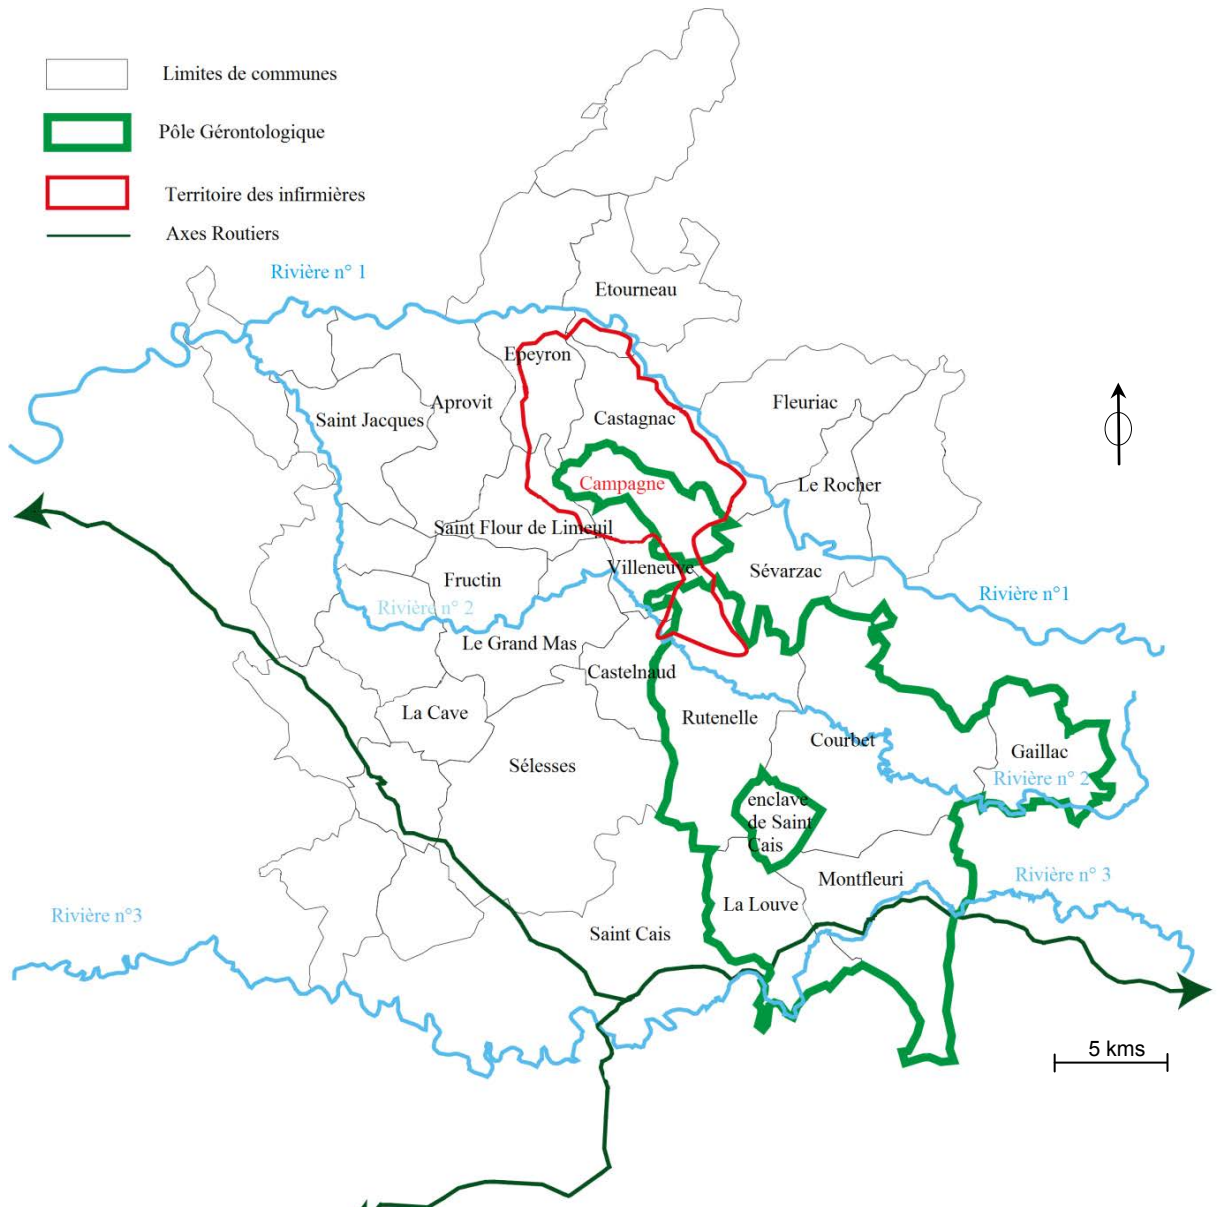 Limites de communes
Pôle Gérontologique
Territoire des infirmières
Axes Routiers
Rivière n° 1
Etourneau
Epeyron
Fleuriac
Aprovit
Castagnac
Saint Jacques
Campagne
Le Rocher
Saint Flour de Limeuil
Villeneuve
Sévarzac
Fructin
Rivière n°1
Rivière n° 2
Le Grand Mas
Castelnaud
La Cave
Rutenelle
Courbet
Gaillac
Sélesses
Rivière n° 2
enclave
de Saint
Cais
Montfleuri
Rivière n° 3
La Louve
Rivière n°3
Saint Cais
5 kms